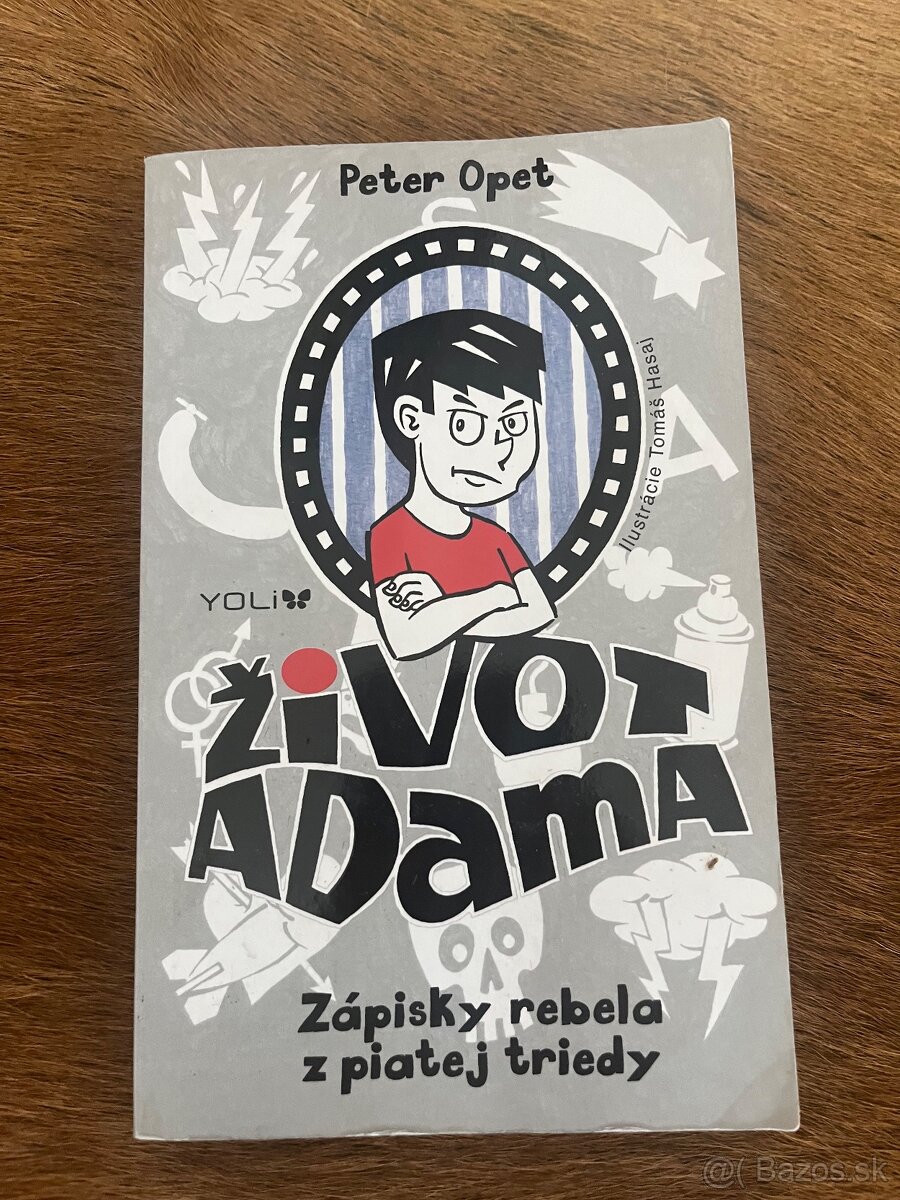 Peter Opet
Ilustrácie Tomáš Hasaj
YOLi
ŽiVOT
ADamA
Zápisky rebela
z piatej triedy
@( Bazos.sk